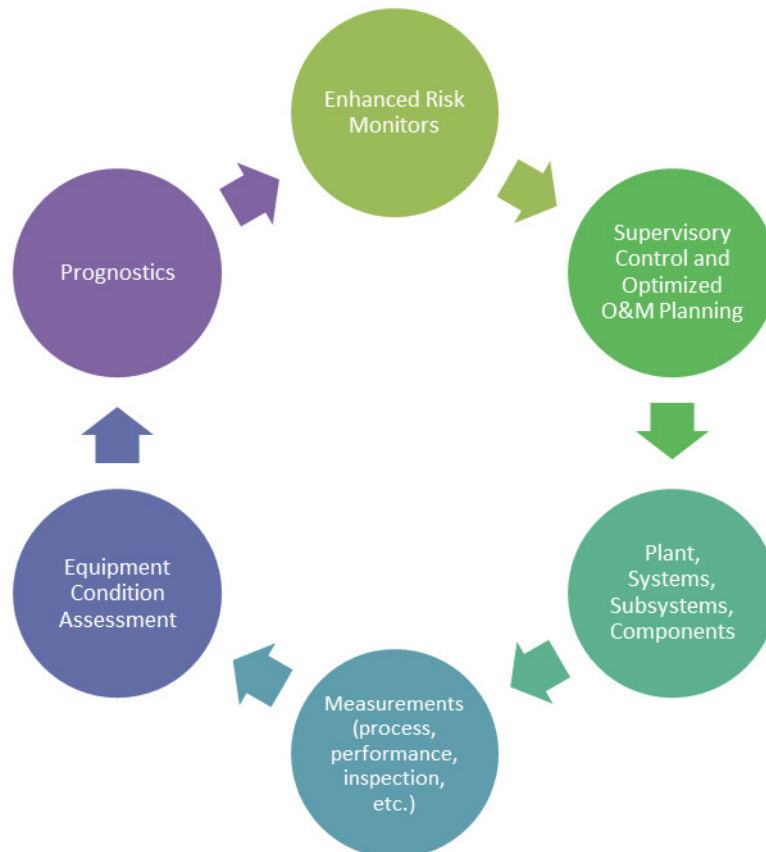 Enhanced Risk
Monitors
Supervisory
Control and
Optimized
O&M Planning
Plant,
Systems,
Subsystems,
Components
Measurements
(process,
performance,
inspection,
etc.)
Equipment
Condition
Assessment
Prognostics